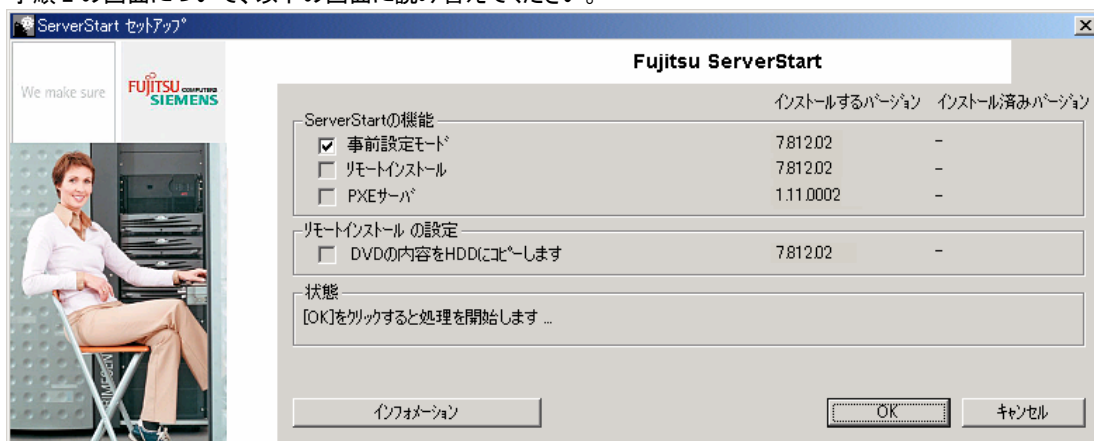 手順 2 の画面について、以下の画面に読み替えてください。
ServerStart ｾｯﾄｱｯﾌﾟ
Fujitsu ServerStart
We make sure
FUJITSU COMPUTERS
SIEMENS
ｲﾝｽﾄｰﾙするﾊﾞｰｼﾞｮﾝ ｲﾝｽﾄｰﾙ済みﾊﾞｰｼﾞｮﾝ
ServerStartの機能
事前設定ﾓｰﾄﾞ 7.812.02 -
ﾘﾓｰﾄｲﾝｽﾄｰﾙ 7.812.02 -
PXEｻｰﾊﾞ 1.11.0002 -
ﾘﾓｰﾄｲﾝｽﾄｰﾙ の設定
DVDの内容をHDDにｺﾋﾟｰします 7.812.02 -
状態
[OK]をｸﾘｯｸすると処理を開始します ...
ｲﾝﾌｫﾒｰｼｮﾝ OK ｷｬﾝｾﾙ